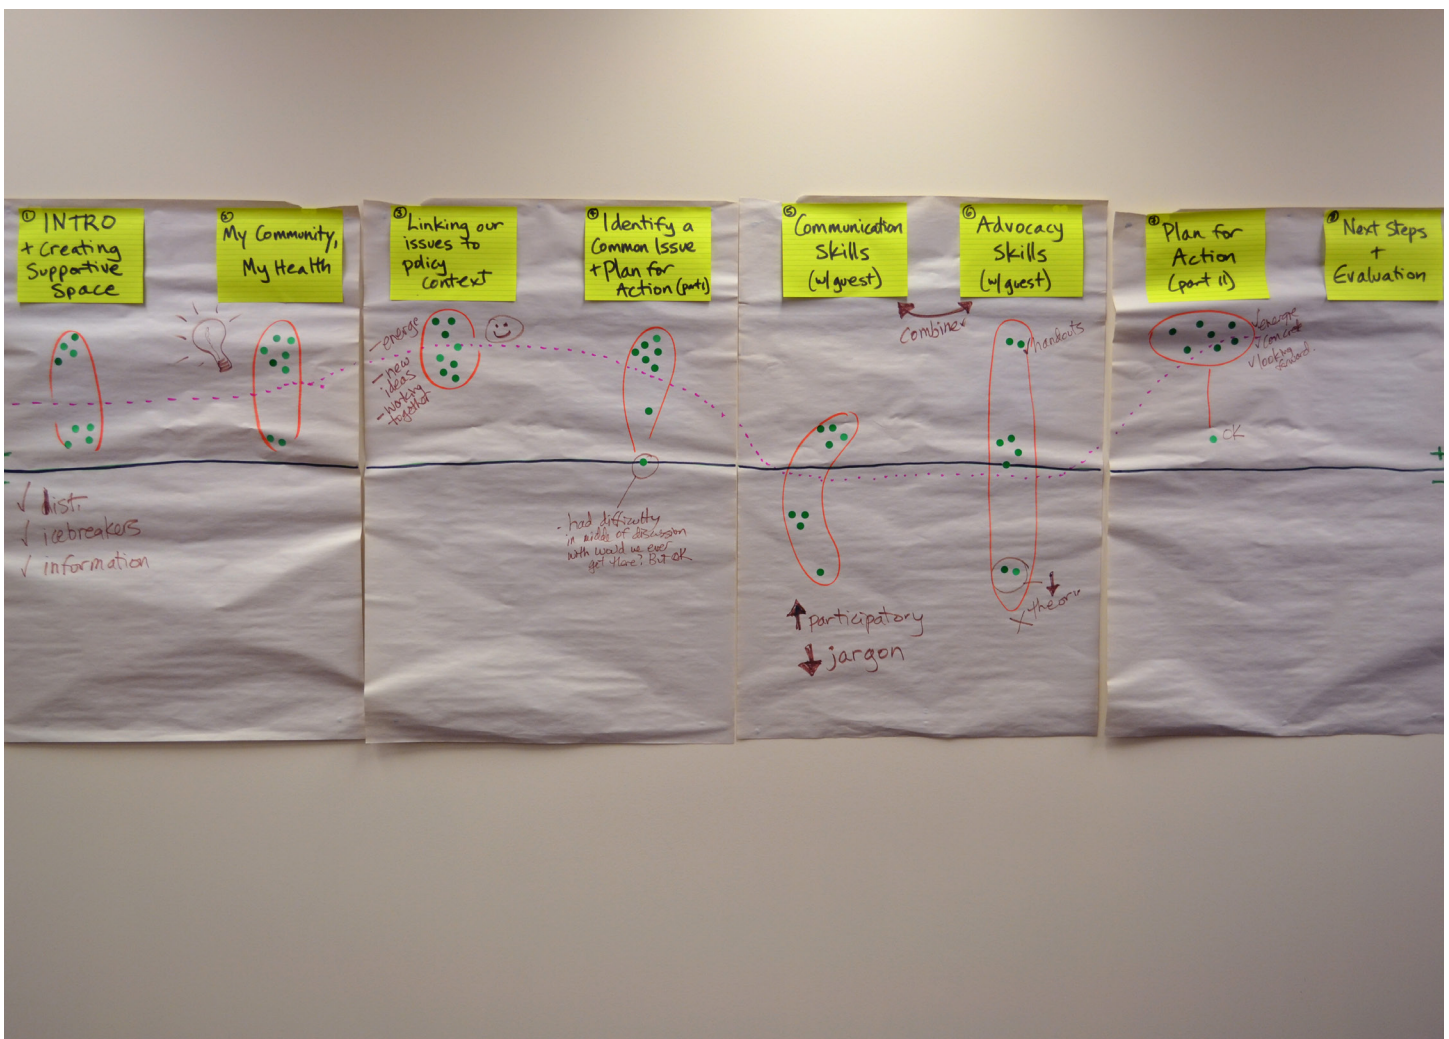 ① INTRO
+ Creating
Supportive
Space
② My Community,
My Health
③ Linking our
issues to
policy
context
④ Identify a
Common Issue
+ Plan for
Action (part I)
⑤ Communication
Skills
(w/guest)
⑥ Advocacy
Skills
(w/guest)
⑦ Plan for
Action
(part II)
⑧ Next Steps
+
Evaluation
- energy
- new
ideas
- working
together
combine
handouts
✓ energy
✓ concrete
✓ looking
forward
OK
+
-
✓ list.
✓ icebreakers
✓ information
- had difficulty
in middle of discussion
with would we ever
get there? But OK
↑ participatory
↓ jargon
↓
X theory